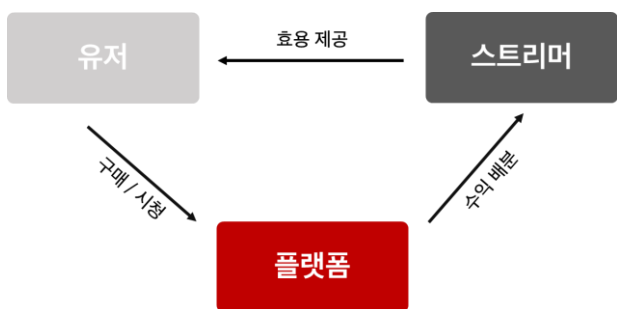 효용 제공
유저
스트리머
구매 / 시청
수익 배분
플랫폼